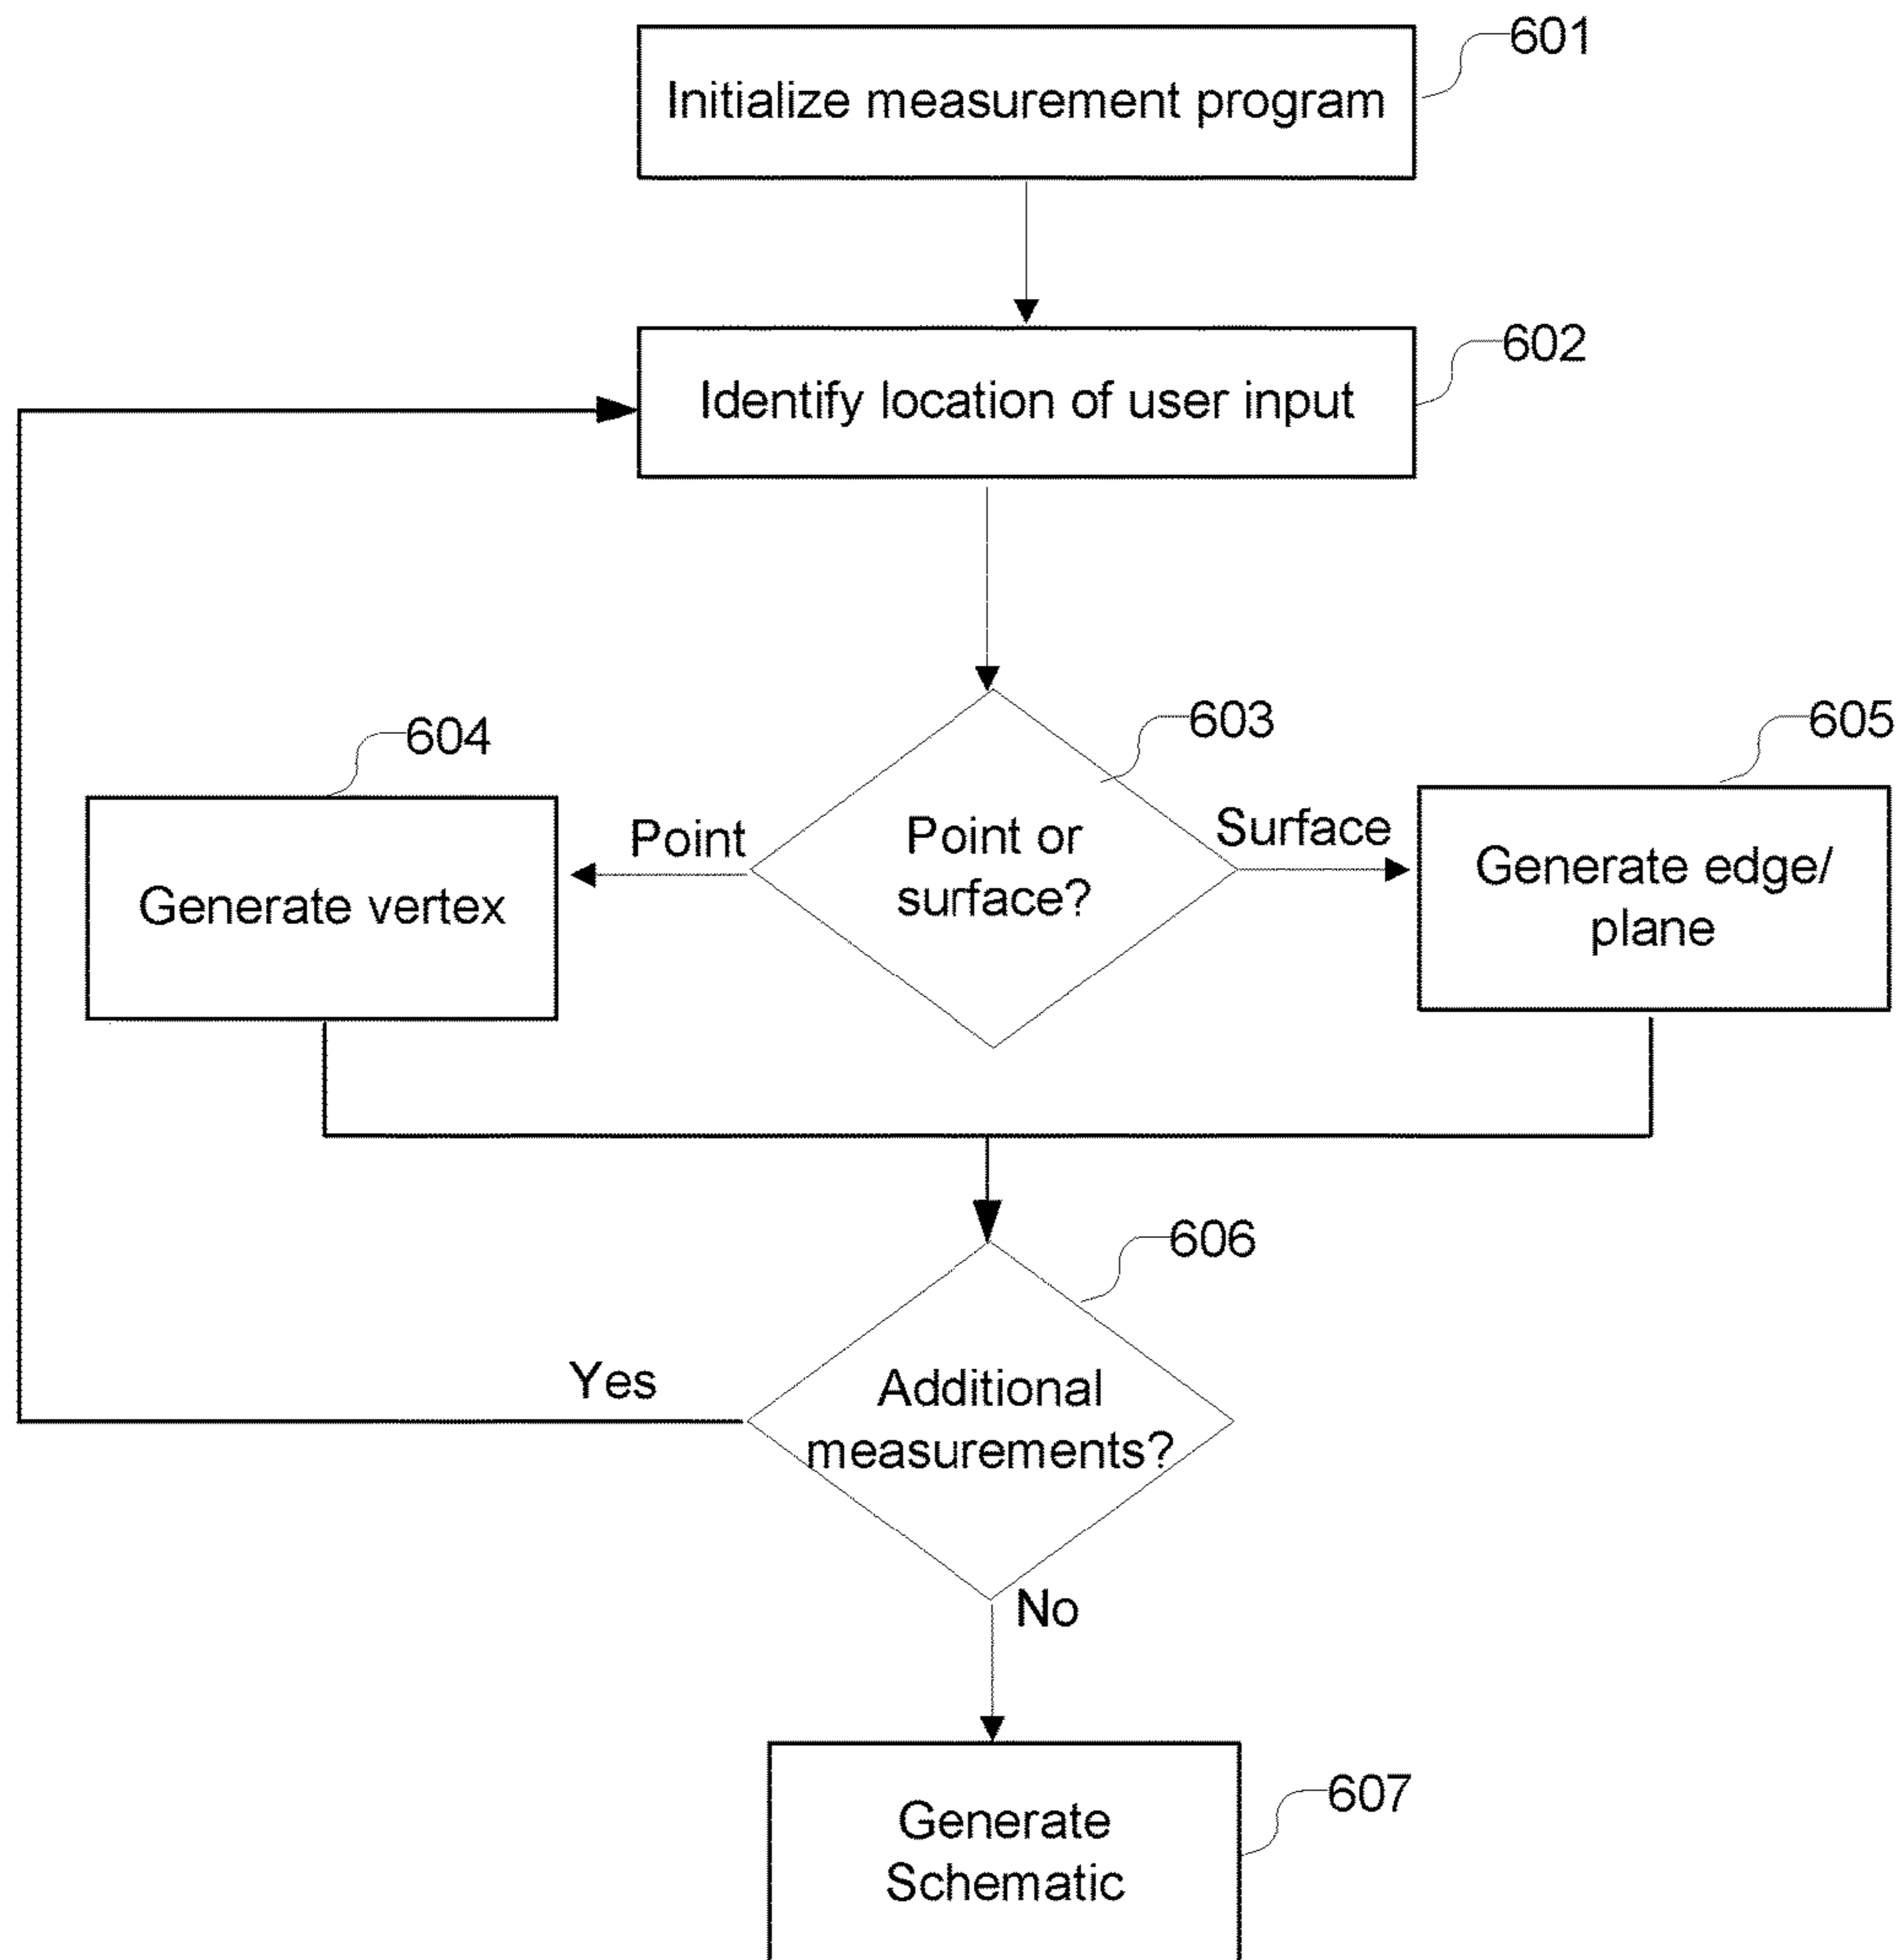 601
Initialize measurement program
602
Identify location of user input
603
604
605
Point
Point or
surface?
Surface
Generate vertex
Generate edge/
plane
606
Yes
Additional
measurements?
No
607
Generate
Schematic